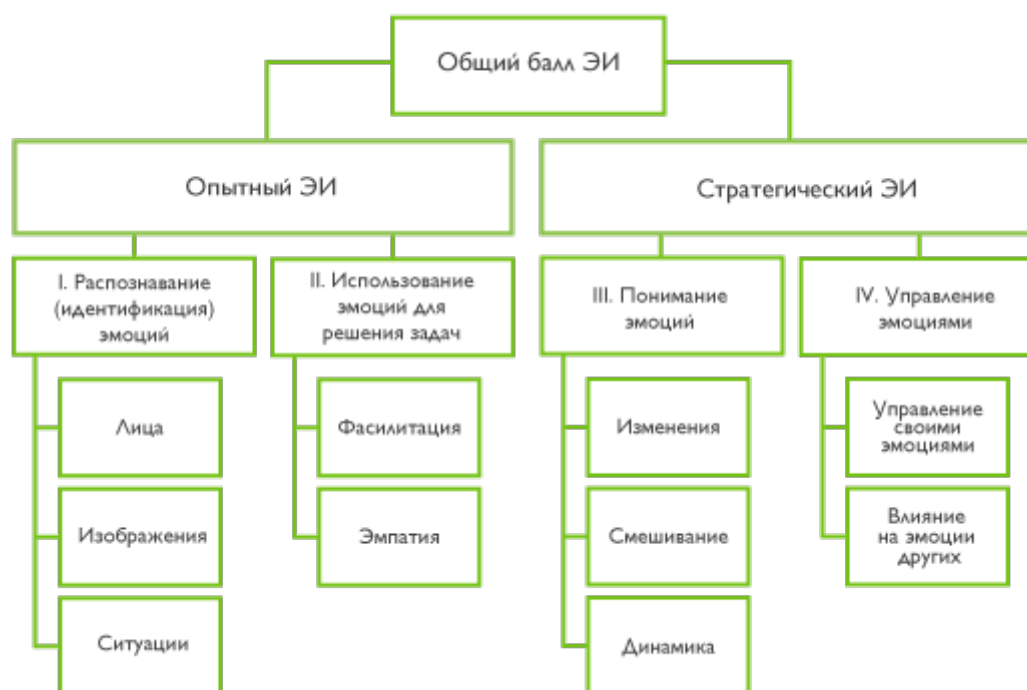 Общий балл ЭИ
Опытный ЭИ
Стратегический ЭИ
I. Распознавание
(идентификация)
эмоций
II. Использование
эмоций для
решения задач
III. Понимание
эмоций
IV. Управление
эмоциями
Лица
Изображения
Ситуации
Фасилитация
Эмпатия
Изменения
Смешивание
Динамика
Управление
своими
эмоциями
Влияние
на эмоции
других